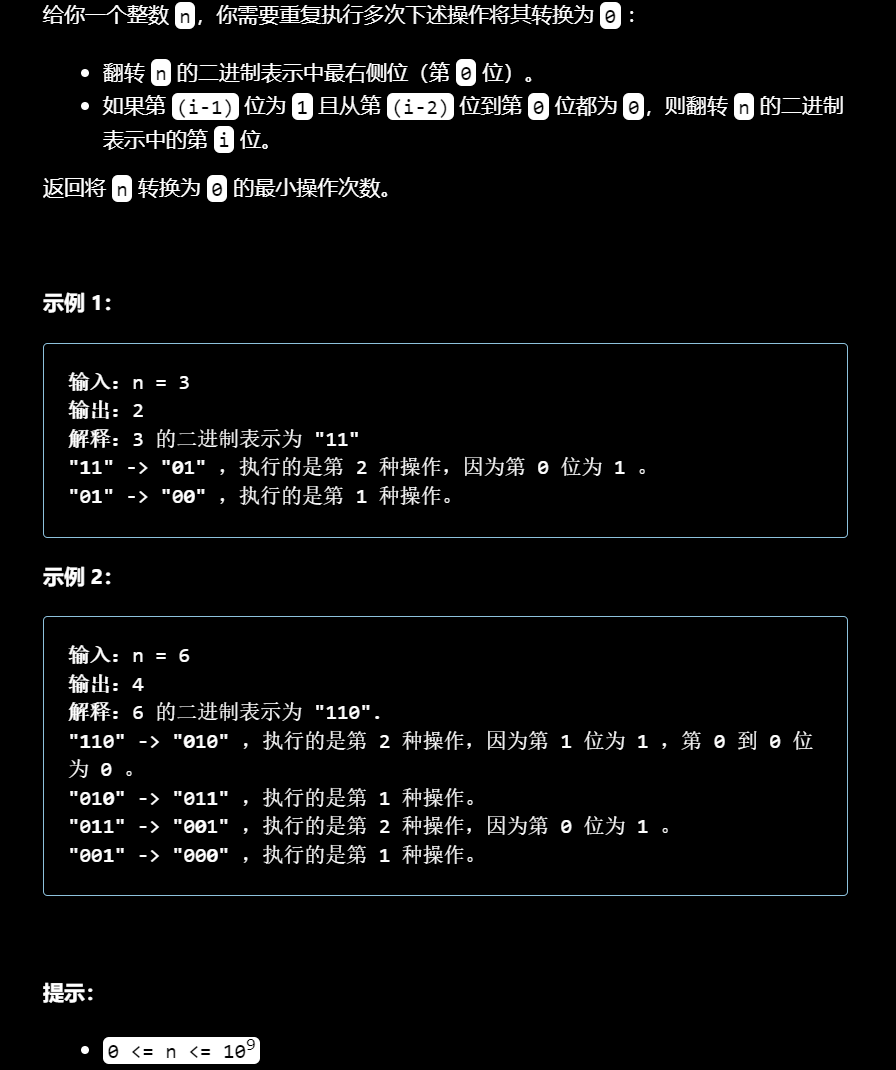 给你一个整数 n，你需要重复执行多次下述操作将其转换为 0 ：
翻转 n 的二进制表示中最右侧位（第 0 位）。
如果第 (i-1) 位为 1 且从第 (i-2) 位到第 0 位都为 0，则翻转 n 的二进制
表示中的第 i 位。
返回将 n 转换为 0 的最小操作次数。
示例 1：
输入：n = 3
输出：2
解释：3 的二进制表示为 "11"
"11" -> "01" ，执行的是第 2 种操作，因为第 0 位为 1 。
"01" -> "00" ，执行的是第 1 种操作。
示例 2：
输入：n = 6
输出：4
解释：6 的二进制表示为 "110".
"110" -> "010" ，执行的是第 2 种操作，因为第 1 位为 1 ，第 0 到 0 位
为 0 。
"010" -> "011" ，执行的是第 1 种操作。
"011" -> "001" ，执行的是第 2 种操作，因为第 0 位为 1 。
"001" -> "000" ，执行的是第 1 种操作。
提示：
0 <= n <= 10⁹